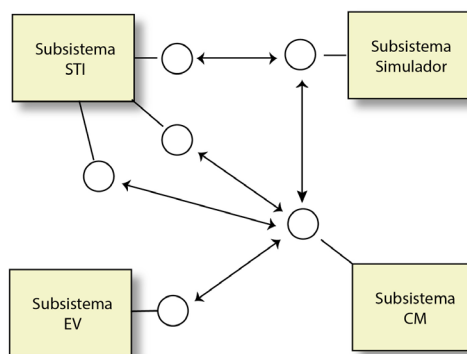 Subsistema
STI
Subsistema
Simulador
Subsistema
EV
Subsistema
CM